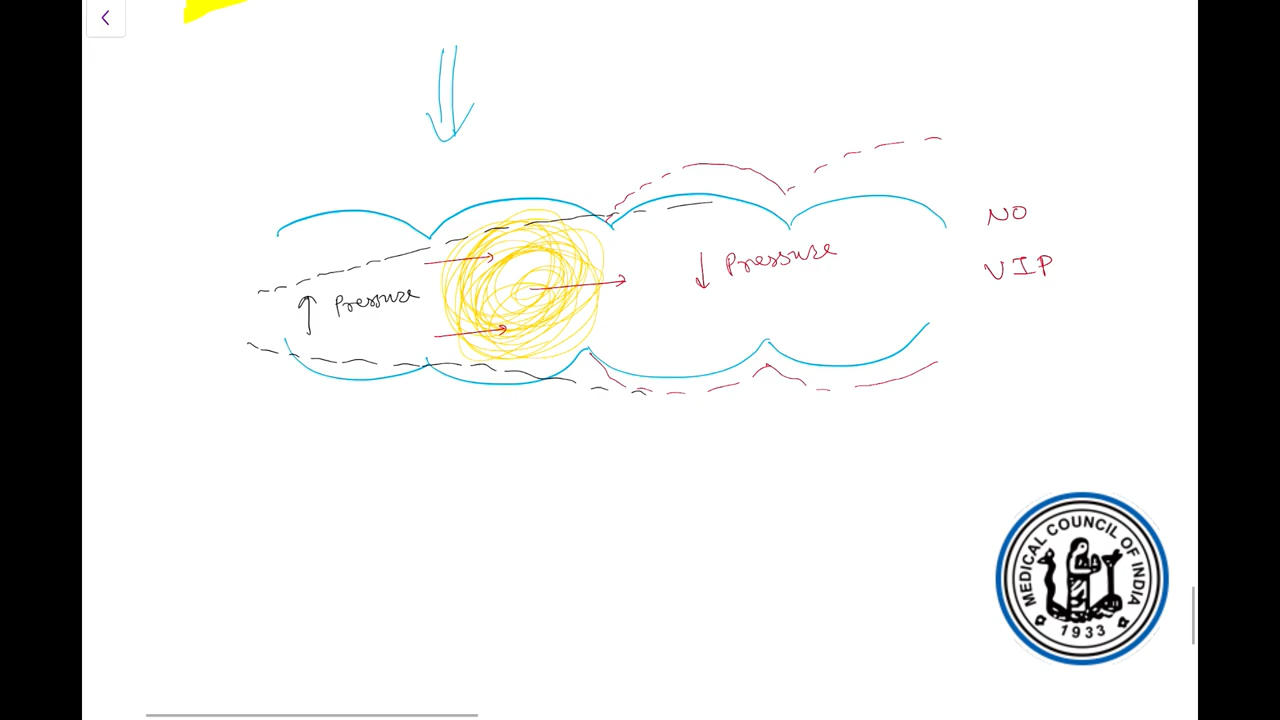 NO
↓ Pressure
VIP
↑ Pressure
MEDICAL COUNCIL OF INDIA
1933